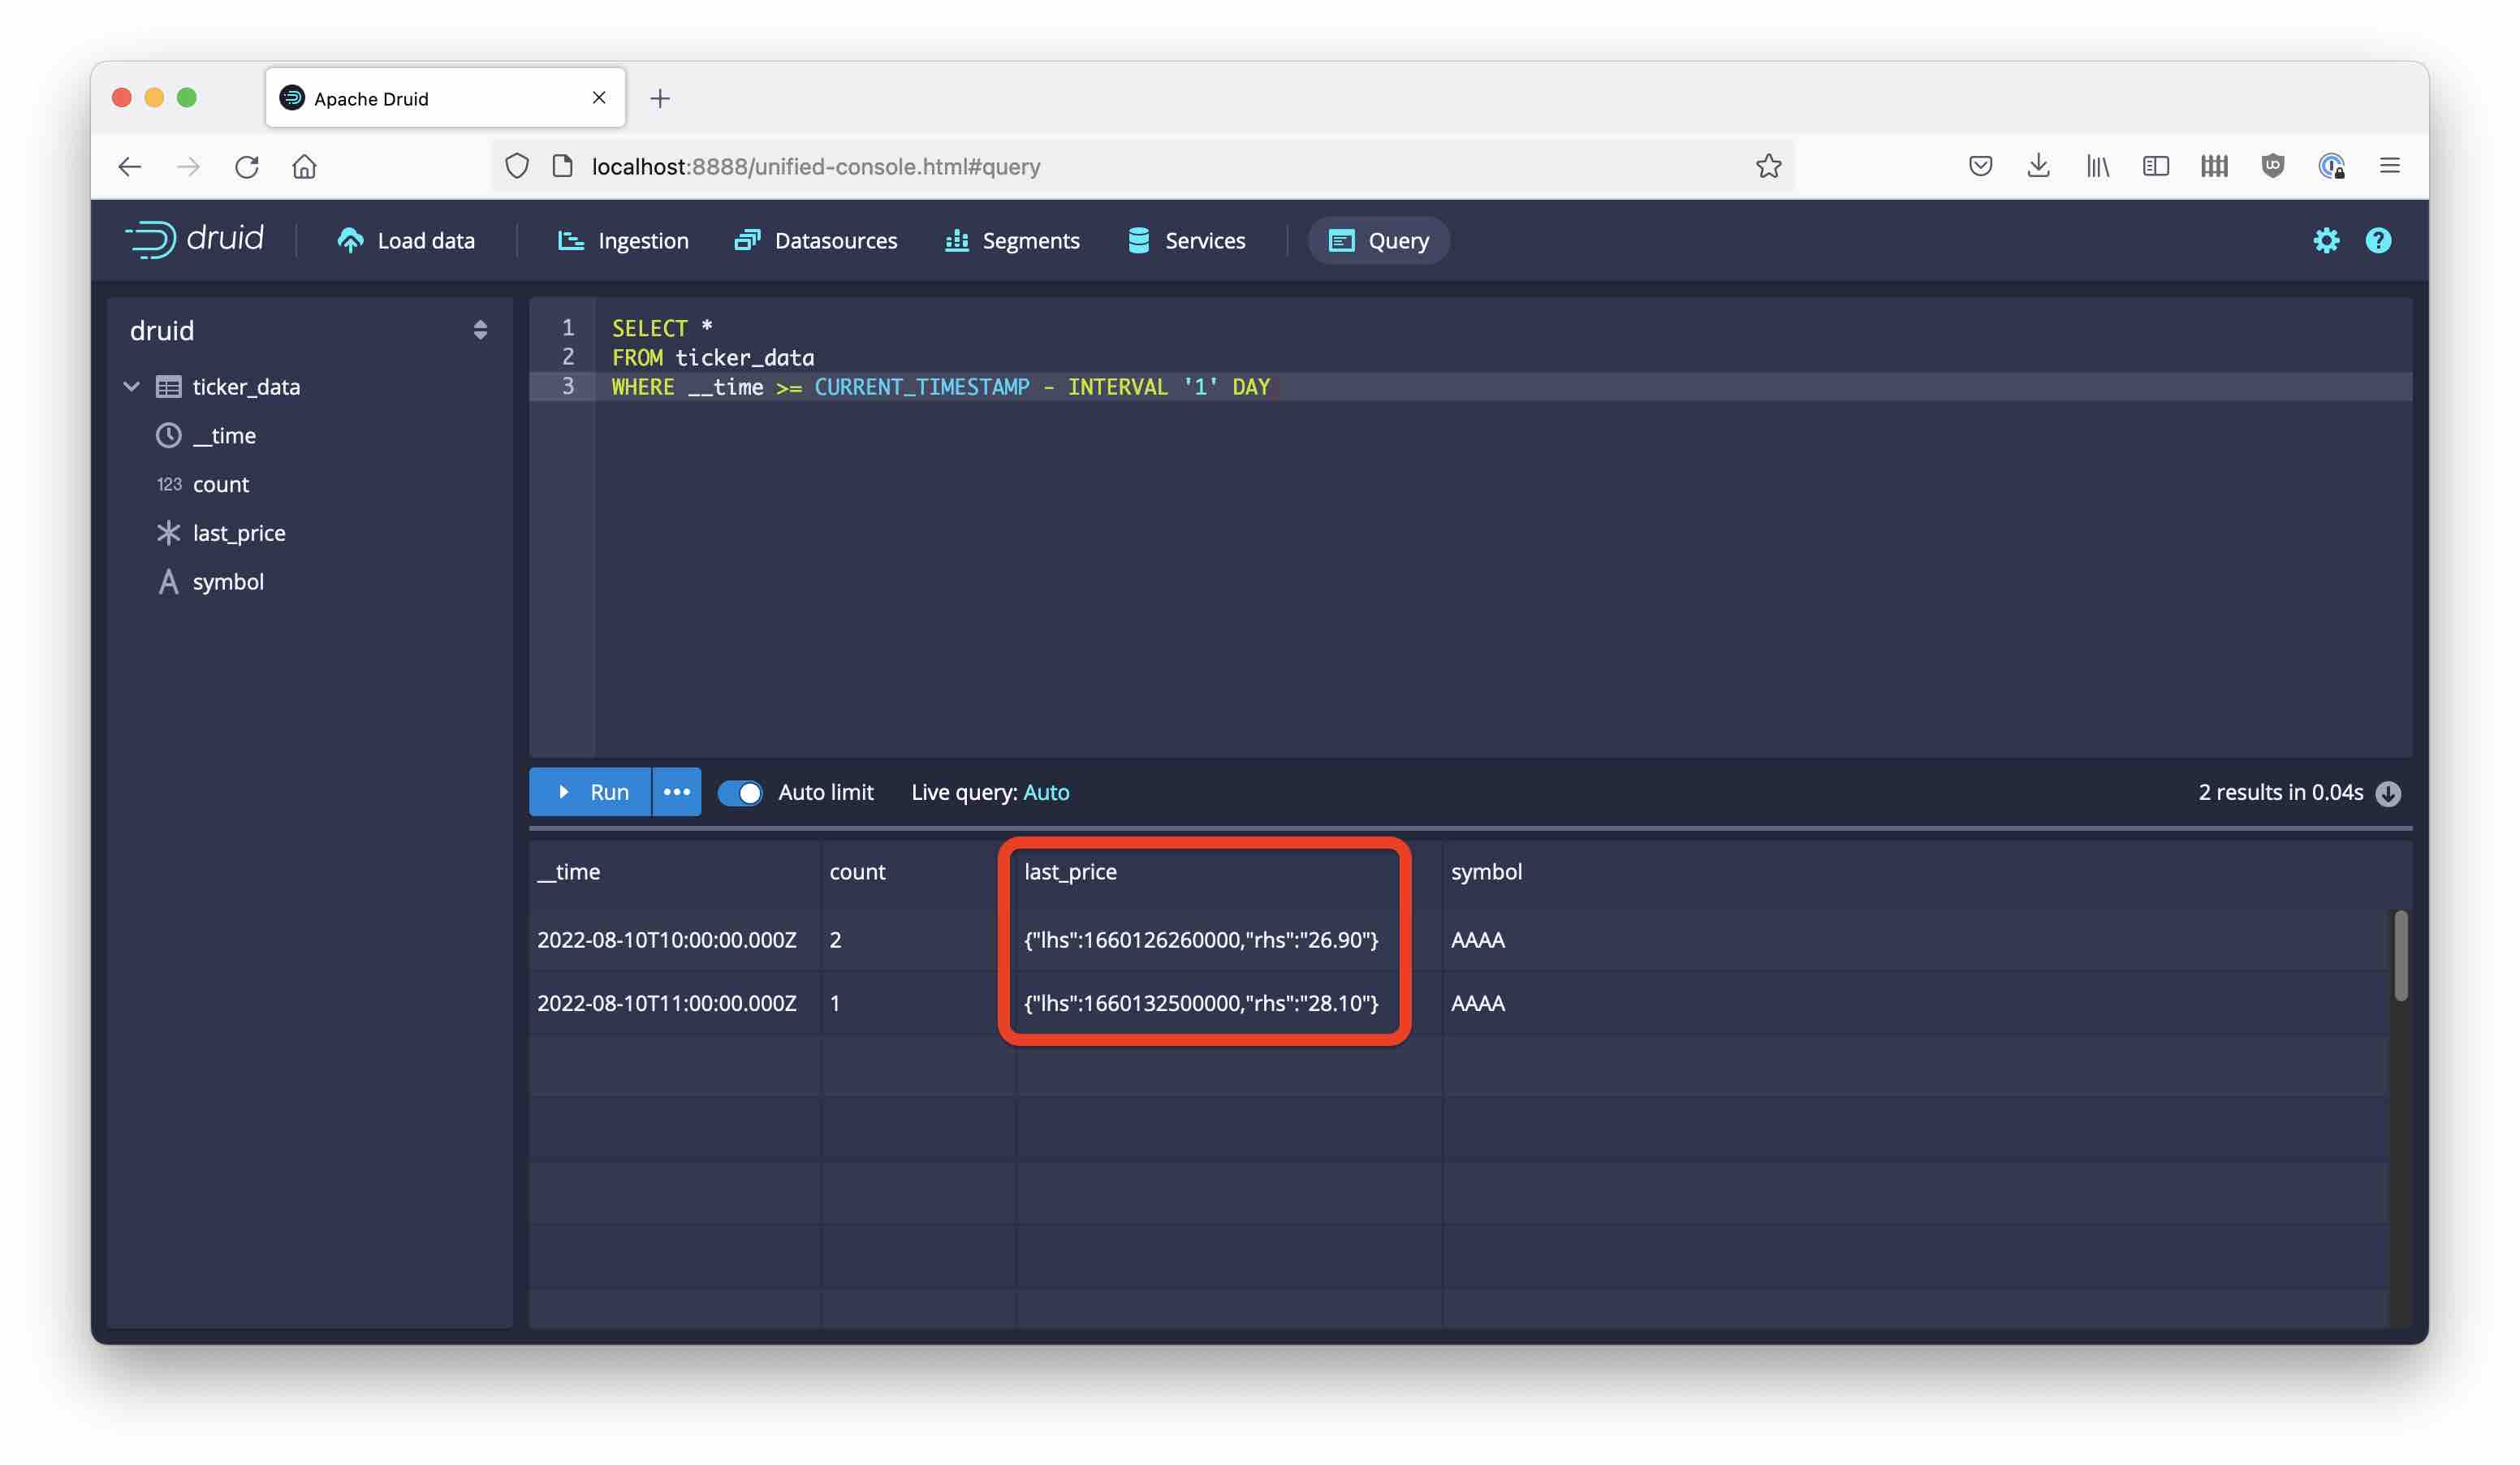 Apache Druid
localhost:8888/unified-console.html#query
druid Load data Ingestion Datasources Segments Services Query
druid
ticker_data
__time
123 count
last_price
symbol
1 SELECT *
2 FROM ticker_data
3 WHERE __time >= CURRENT_TIMESTAMP - INTERVAL '1' DAY
Run Auto limit Live query: Auto 2 results in 0.04s
__time count last_price symbol
2022-08-10T10:00:00.000Z 2 {"lhs":1660126260000,"rhs":"26.90"} AAAA
2022-08-10T11:00:00.000Z 1 {"lhs":1660132500000,"rhs":"28.10"} AAAA